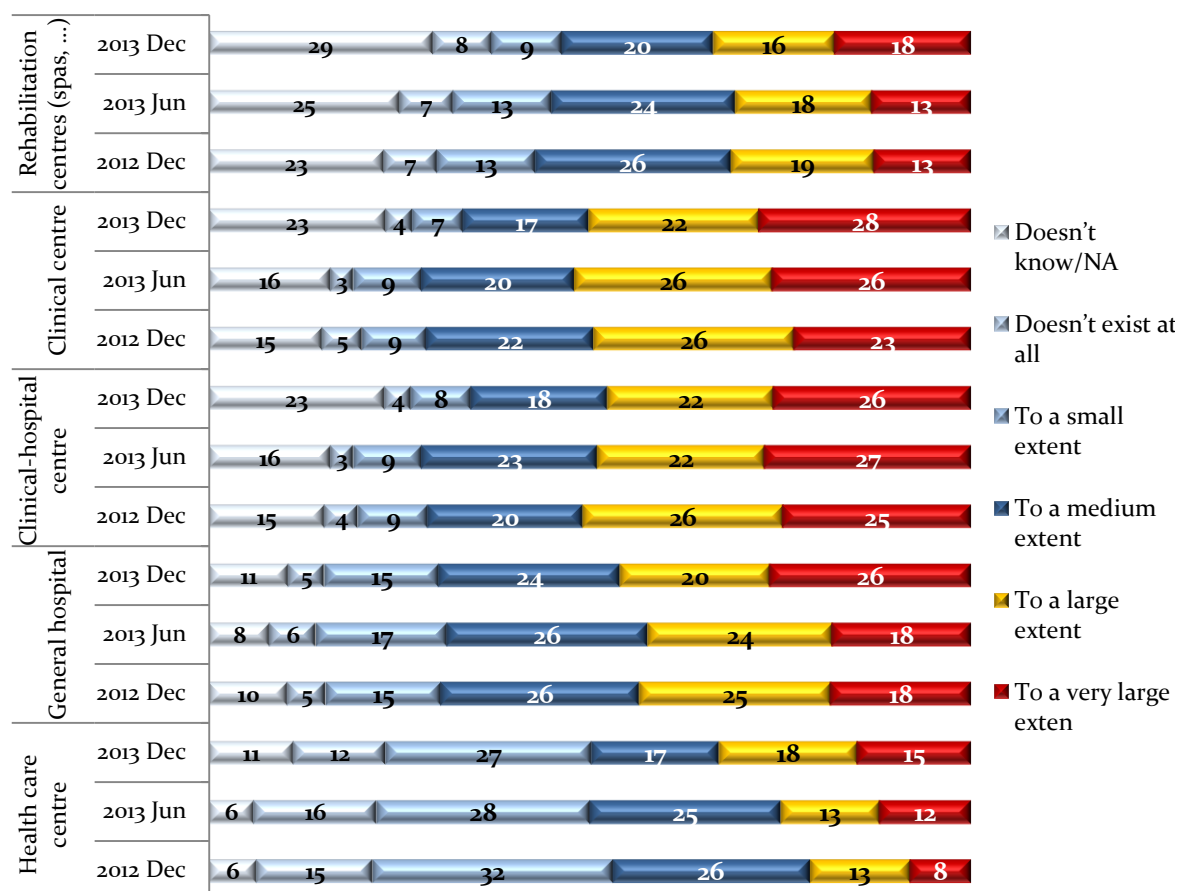 Rehabilitation
centres (spas, ...)
2013 Dec
29 8 9 20 16 18
2013 Jun
25 7 13 24 18 13
2012 Dec
23 7 13 26 19 13
Clinical centre
2013 Dec
23 4 7 17 22 28
2013 Jun
16 3 9 20 26 26
2012 Dec
15 5 9 22 26 23
Clinical-hospital
centre
2013 Dec
23 4 8 18 22 26
2013 Jun
16 3 9 23 22 27
2012 Dec
15 4 9 20 26 25
General hospital
2013 Dec
11 5 15 24 20 26
2013 Jun
8 6 17 26 24 18
2012 Dec
10 5 15 26 25 18
Health care
centre
2013 Dec
11 12 27 17 18 15
2013 Jun
6 16 28 25 13 12
2012 Dec
6 15 32 26 13 8
Doesn't
know/NA
Doesn't exist at
all
To a small
extent
To a medium
extent
To a large
extent
To a very large
exten